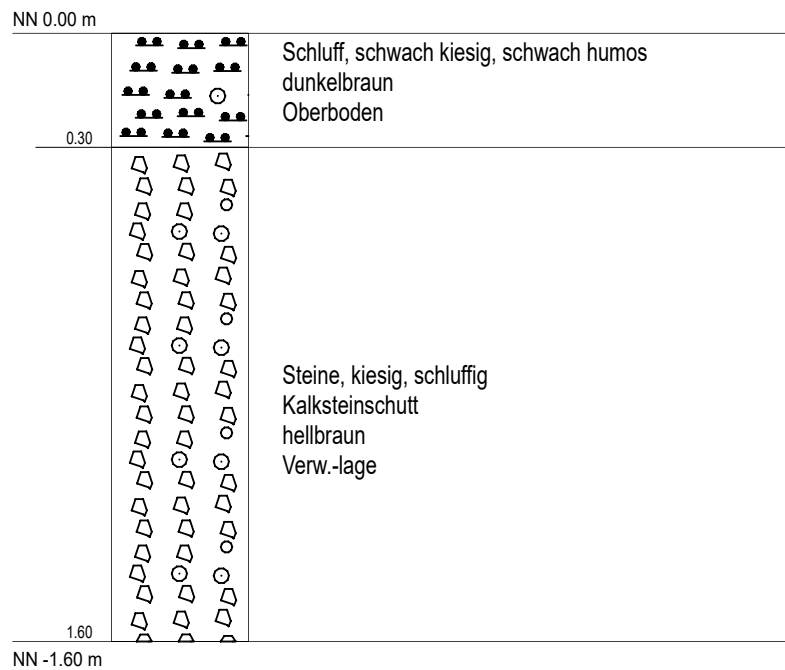 NN 0.00 m
Schluff, schwach kiesig, schwach humos
dunkelbraun
Oberboden
0.30
Steine, kiesig, schluffig
Kalksteinschutt
hellbraun
Verw.-lage
1.60
NN -1.60 m